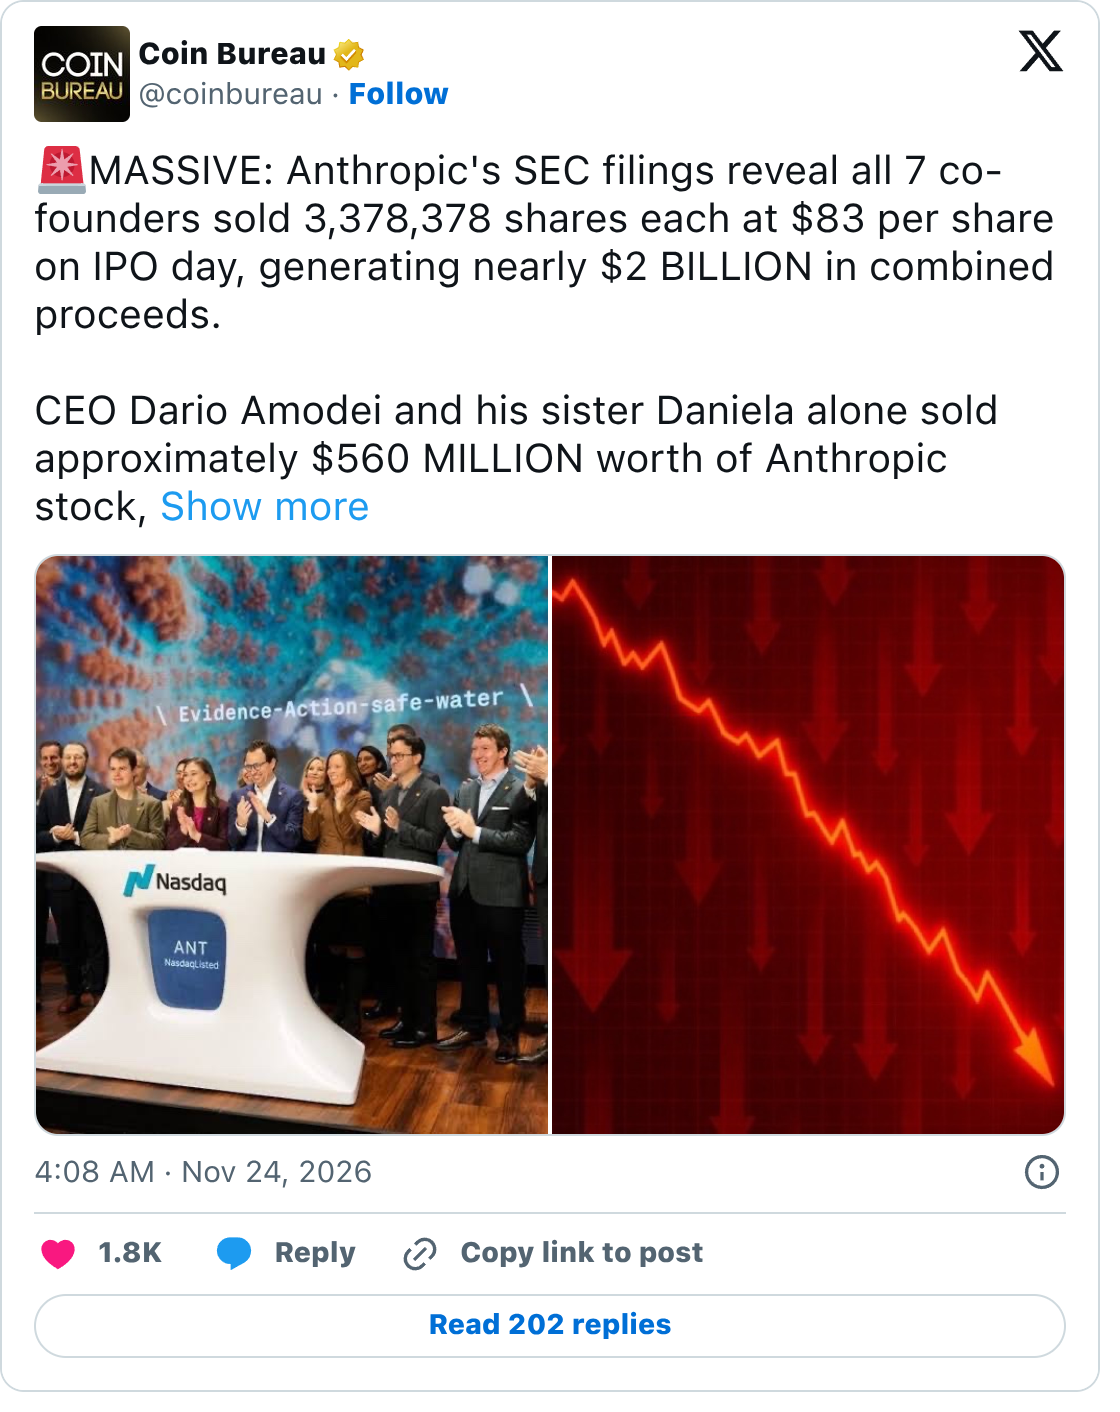 COIN
BUREAU
Coin Bureau
@coinbureau · Follow
MASSIVE: Anthropic's SEC filings reveal all 7 co-
founders sold 3,378,378 shares each at $83 per share
on IPO day, generating nearly $2 BILLION in combined
proceeds.
CEO Dario Amodei and his sister Daniela alone sold
approximately $560 MILLION worth of Anthropic
stock, Show more
\ Evidence-Action-safe-water \
Nasdaq
ANT
NasdaqListed
4:08 AM · Nov 24, 2026
1.8K
Reply
Copy link to post
Read 202 replies